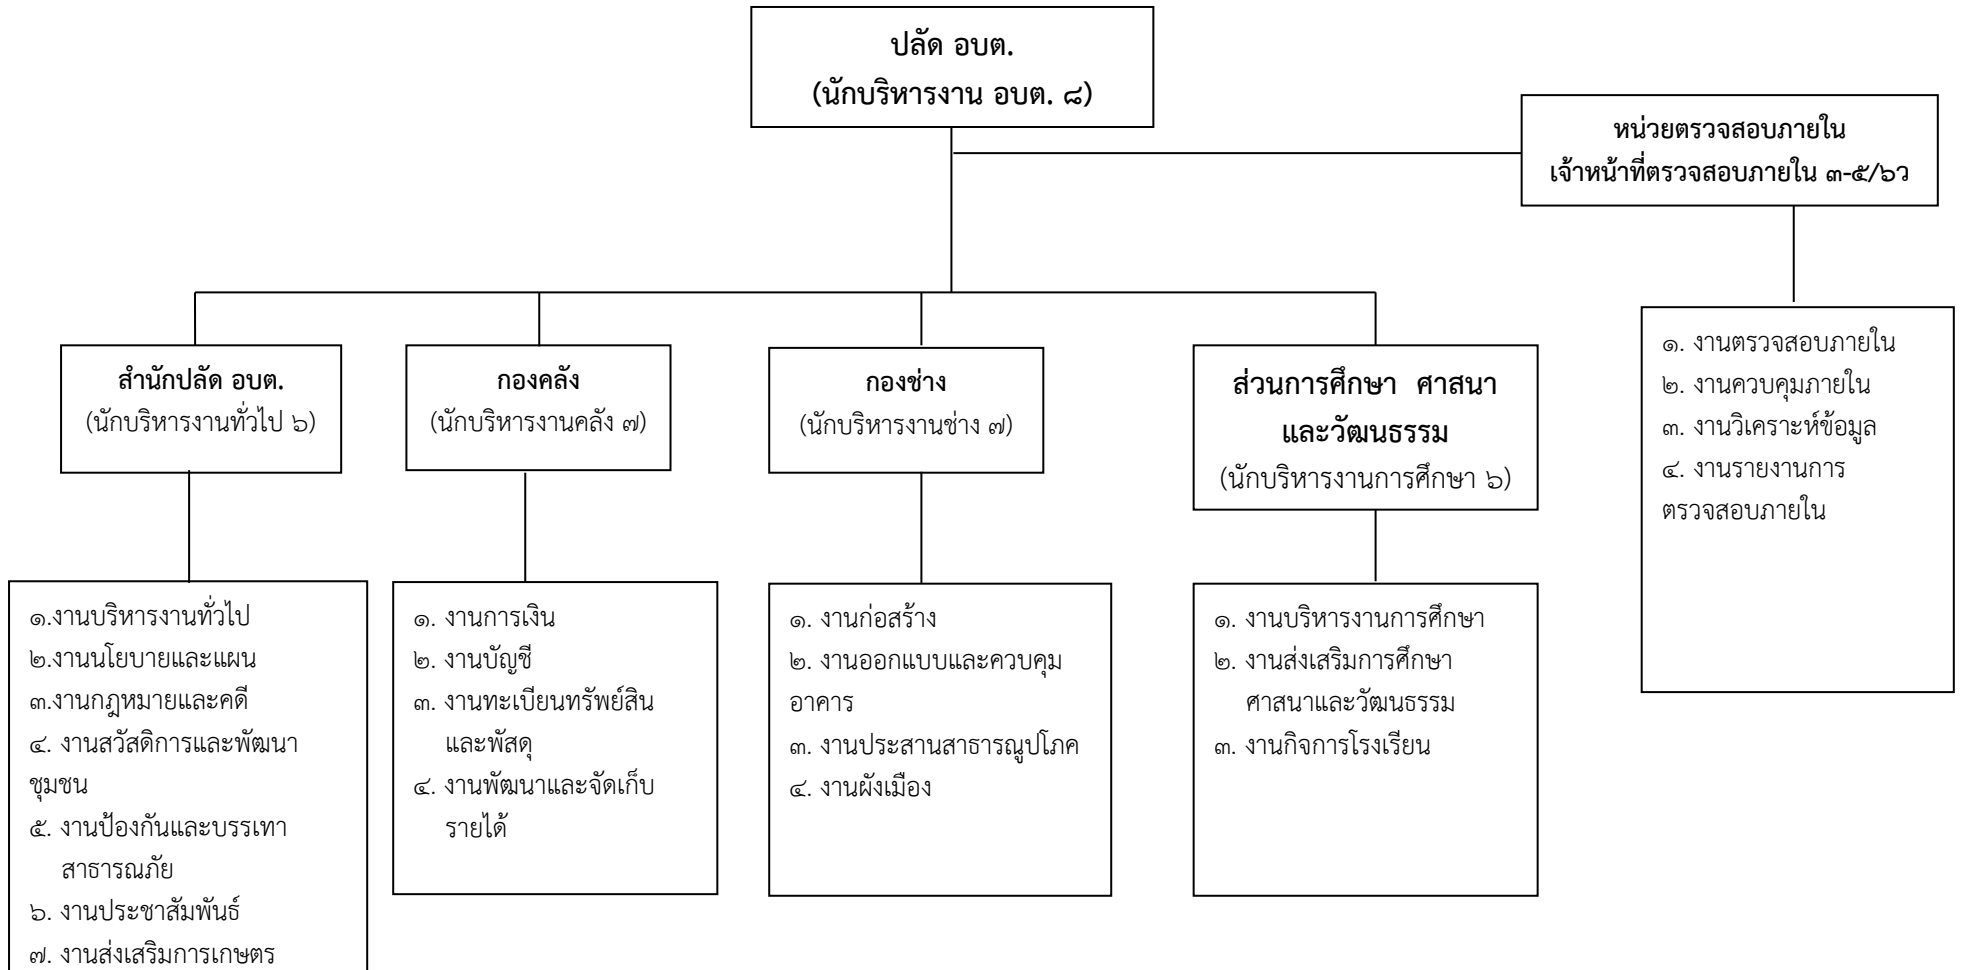 ปลัด อบต.
(นักบริหารงาน อบต. ๘)
หน่วยตรวจสอบภายใน
เจ้าหน้าที่ตรวจสอบภายใน ๓-๕/๖ว
สำนักปลัด อบต.
(นักบริหารงานทั่วไป ๖)
กองคลัง
(นักบริหารงานคลัง ๗)
กองช่าง
(นักบริหารงานช่าง ๗)
ส่วนการศึกษา ศาสนา
และวัฒนธรรม
(นักบริหารงานการศึกษา ๖)
๑. งานตรวจสอบภายใน
๒. งานควบคุมภายใน
๓. งานวิเคราะห์ข้อมูล
๔. งานรายงานการ
ตรวจสอบภายใน
๑.งานบริหารงานทั่วไป
๒.งานนโยบายและแผน
๓.งานกฎหมายและคดี
๔. งานสวัสดิการและพัฒนา
ชุมชน
๕. งานป้องกันและบรรเทา
สาธารณภัย
๖. งานประชาสัมพันธ์
๗. งานส่งเสริมการเกษตร
๑. งานการเงิน
๒. งานบัญชี
๓. งานทะเบียนทรัพย์สิน
และพัสดุ
๔. งานพัฒนาและจัดเก็บ
รายได้
๑. งานก่อสร้าง
๒. งานออกแบบและควบคุม
อาคาร
๓. งานประสานสาธารณูปโภค
๔. งานผังเมือง
๑. งานบริหารงานการศึกษา
๒. งานส่งเสริมการศึกษา
ศาสนาและวัฒนธรรม
๓. งานกิจการโรงเรียน